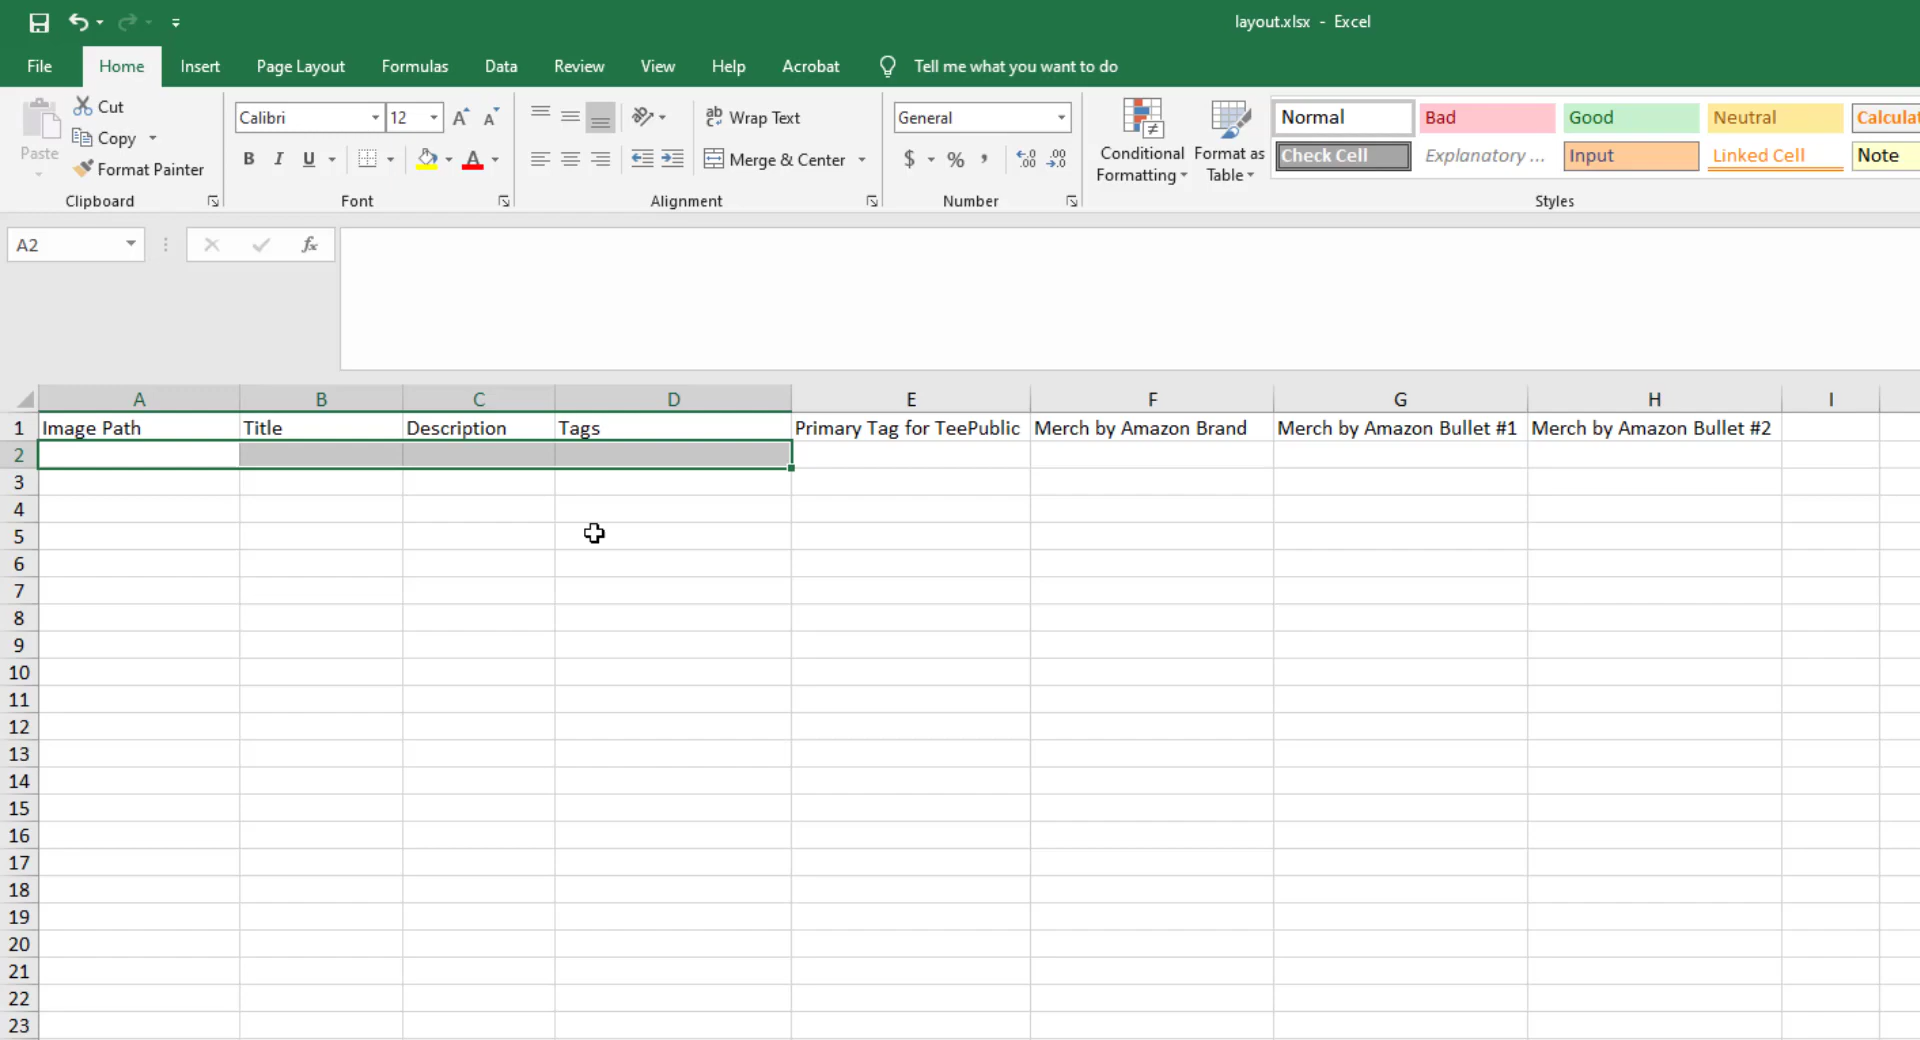 layout.xlsx - Excel
File Home Insert Page Layout Formulas Data Review View Help Acrobat Tell me what you want to do
Paste
Cut
Copy
Format Painter
Clipboard
Calibri 12
B I U A
Font
ab Wrap Text
Merge & Center
Alignment
General
$ % ,
Number
Conditional Formatting
Format as Table
Normal Bad Good Neutral Calculat
Check Cell Explanatory ... Input Linked Cell Note
Styles
A2 fx
A B C D E F G H I
1 Image Path Title Description Tags Primary Tag for TeePublic Merch by Amazon Brand Merch by Amazon Bullet #1 Merch by Amazon Bullet #2
2
3
4
5
6
7
8
9
10
11
12
13
14
15
16
17
18
19
20
21
22
23